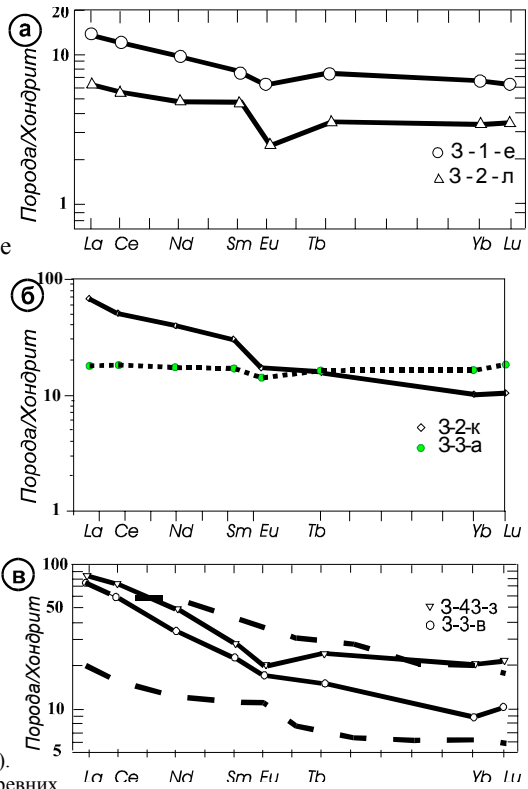 а
20
10
1
Порода/Хондрит
З - 1 - е
З - 2 - л
La Ce Nd Sm Eu Tb Yb Lu
е
б
100
10
1
Порода/Хондрит
З-2-к
З-3-а
La Ce Nd Sm Eu Tb Yb Lu
в
100
50
10
5
Порода/Хондрит
З-43-з
З-3-в
La Ce Nd Sm Eu Tb Yb Lu
).
ревних